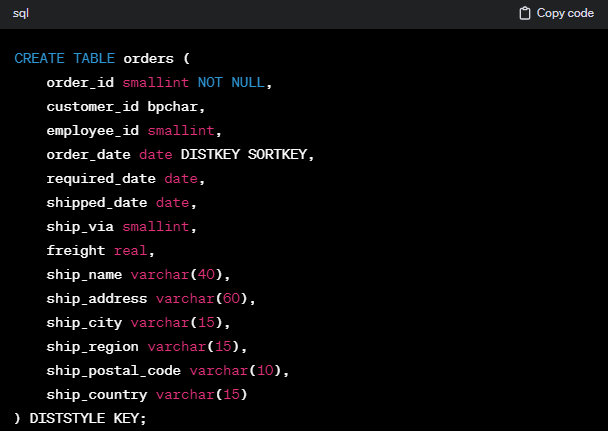 sql
Copy code
CREATE TABLE orders (
    order_id smallint NOT NULL,
    customer_id bpchar,
    employee_id smallint,
    order_date date DISTKEY SORTKEY,
    required_date date,
    shipped_date date,
    ship_via smallint,
    freight real,
    ship_name varchar(40),
    ship_address varchar(60),
    ship_city varchar(15),
    ship_region varchar(15),
    ship_postal_code varchar(10),
    ship_country varchar(15)
) DISTSTYLE KEY;